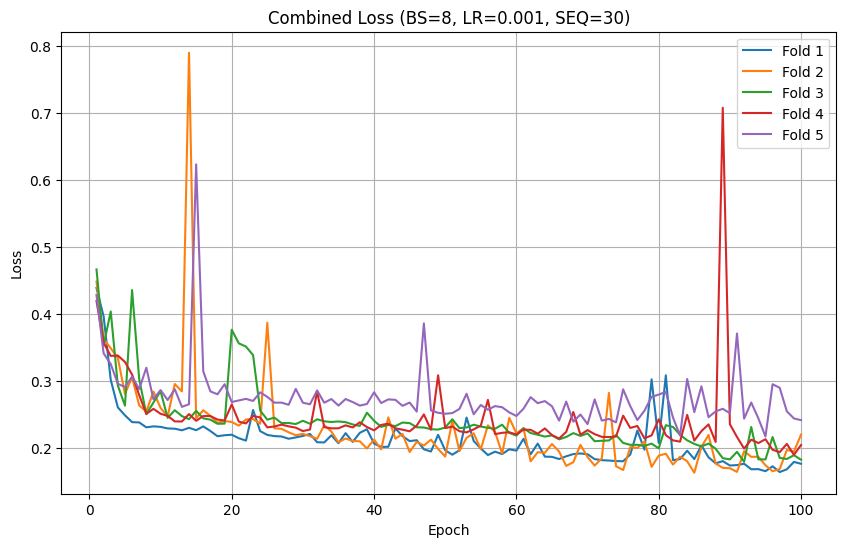 Combined Loss (BS=8, LR=0.001, SEQ=30)
0.8
0.7
0.6
0.5
0.4
0.3
0.2
Loss
0 20 40 60 80 100
Epoch
Fold 1
Fold 2
Fold 3
Fold 4
Fold 5